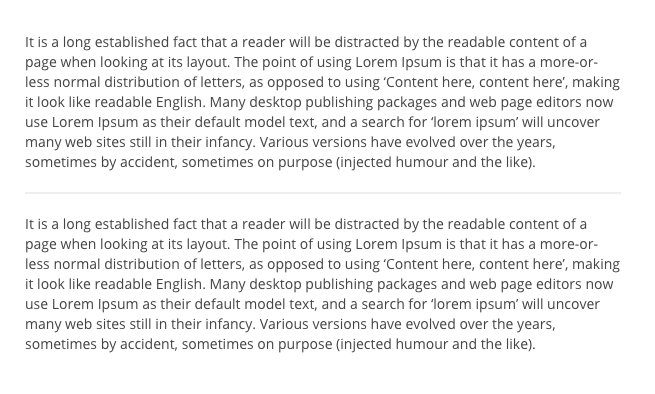 It is a long established fact that a reader will be distracted by the readable content of a
page when looking at its layout. The point of using Lorem Ipsum is that it has a more-or-
less normal distribution of letters, as opposed to using ‘Content here, content here’, making
it look like readable English. Many desktop publishing packages and web page editors now
use Lorem Ipsum as their default model text, and a search for ‘lorem ipsum’ will uncover
many web sites still in their infancy. Various versions have evolved over the years,
sometimes by accident, sometimes on purpose (injected humour and the like).
It is a long established fact that a reader will be distracted by the readable content of a
page when looking at its layout. The point of using Lorem Ipsum is that it has a more-or-
less normal distribution of letters, as opposed to using ‘Content here, content here’, making
it look like readable English. Many desktop publishing packages and web page editors now
use Lorem Ipsum as their default model text, and a search for ‘lorem ipsum’ will uncover
many web sites still in their infancy. Various versions have evolved over the years,
sometimes by accident, sometimes on purpose (injected humour and the like).